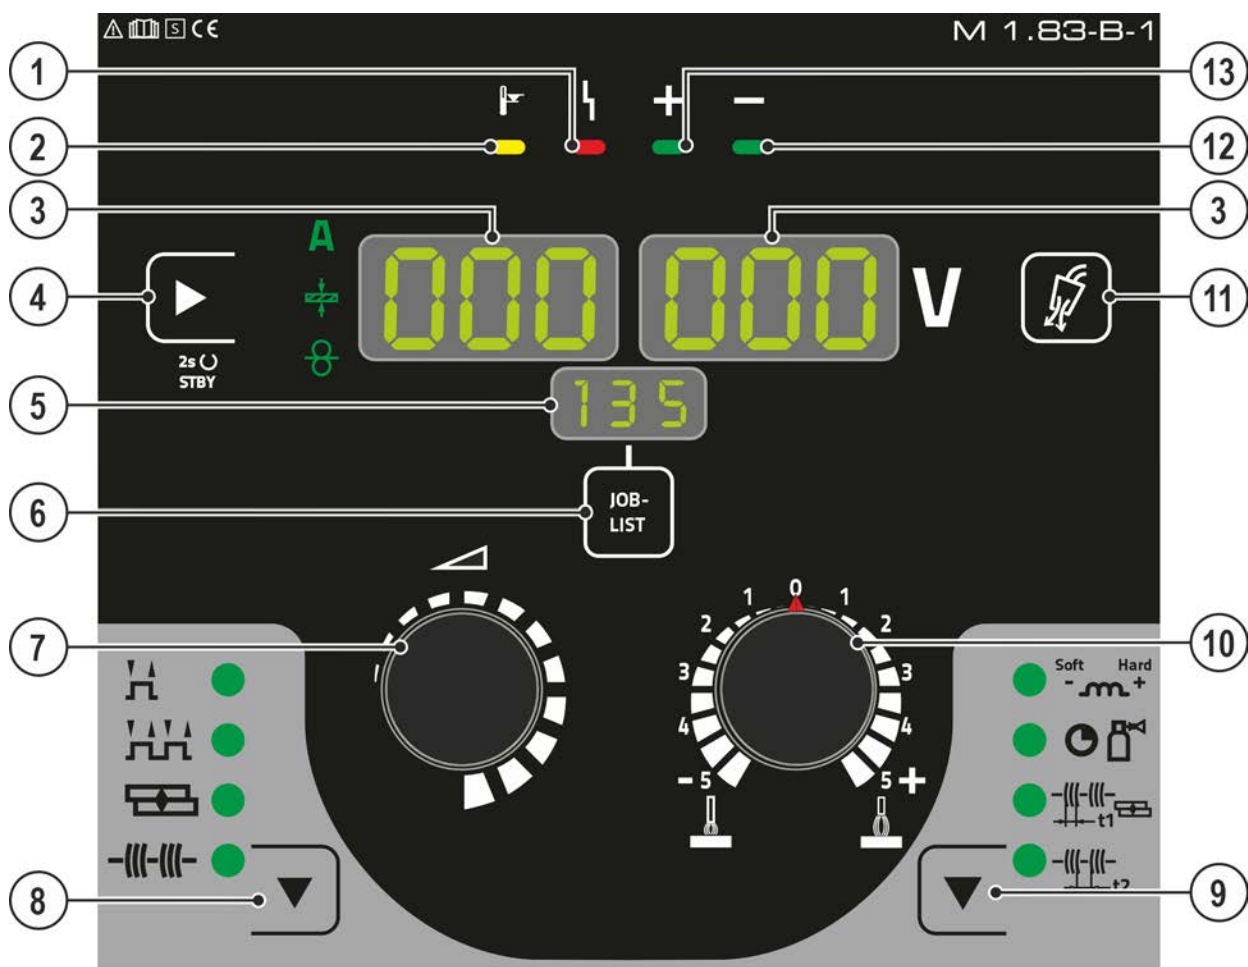 S CE M 1.83-B-1
1 13
+ -
2 12
3 3
A
000 000 V
4 11
2s
STBY
5 135
6 JOB-
LIST
0
1 1
7 2 2 10
3 3
Soft Hard
- +
4 4
- 5 5 +
t1
8 9
t2